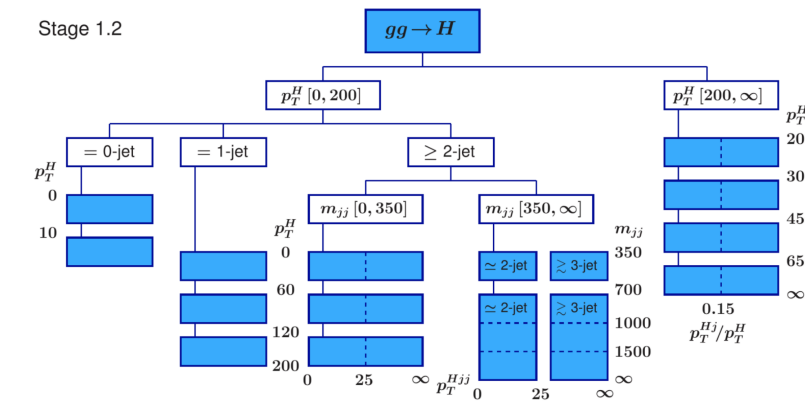 Stage 1.2
gg → H
p_T^H [0, 200]
p_T^H [200, ∞]
= 0-jet
= 1-jet
≥ 2-jet
m_jj [0, 350]
m_jj [350, ∞]
p_T^H
0
10
p_T^H
0
60
120
200
0
25
∞
≃ 2-jet
≳ 3-jet
≃ 2-jet
≳ 3-jet
m_jj
350
700
1000
1500
∞
p_T^Hjj
0
25
∞
p_T^H
20
30
45
65
∞
0.15
p_T^Hj/p_T^H